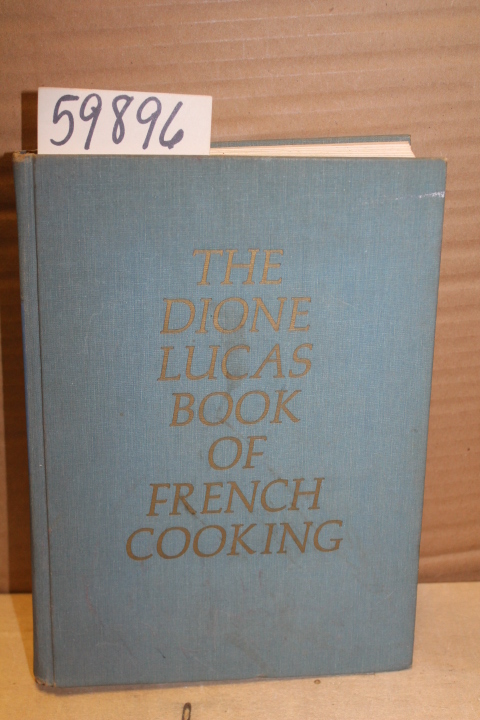 59896
THE
DIONE
LUCAS
BOOK
OF
FRENCH
COOKING